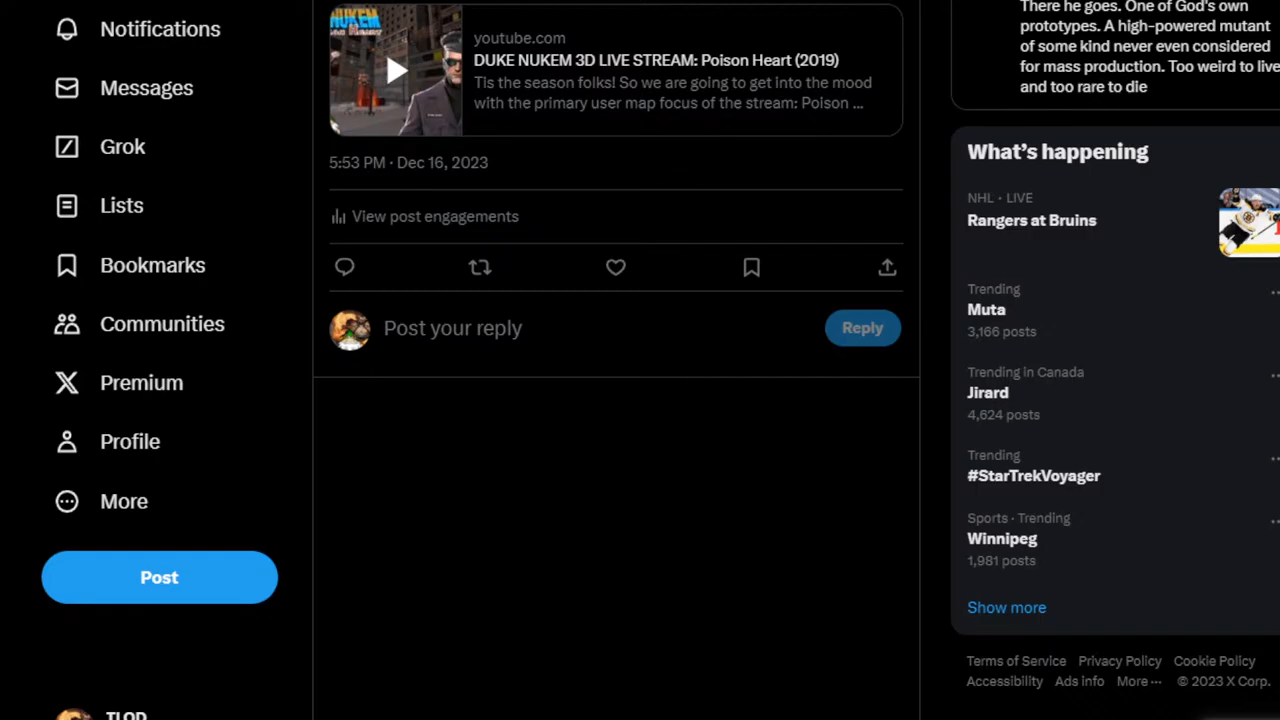 Notifications
Messages
Grok
Lists
Bookmarks
Communities
Premium
Profile
More
Post
NUKEM
youtube.com
DUKE NUKEM 3D LIVE STREAM: Poison Heart (2019)
Tis the season folks! So we are going to get into the mood
with the primary user map focus of the stream: Poison ...
5:53 PM · Dec 16, 2023
View post engagements
Post your reply
Reply
There he goes. One of God's own
prototypes. A high-powered mutant
of some kind never even considered
for mass production. Too weird to live
and too rare to die
What's happening
NHL · LIVE
Rangers at Bruins
Trending
Muta
3,166 posts
Trending in Canada
Jirard
4,624 posts
Trending
#StarTrekVoyager
Sports · Trending
Winnipeg
1,981 posts
Show more
Terms of Service Privacy Policy Cookie Policy
Accessibility Ads info More ··· © 2023 X Corp.
TLOD